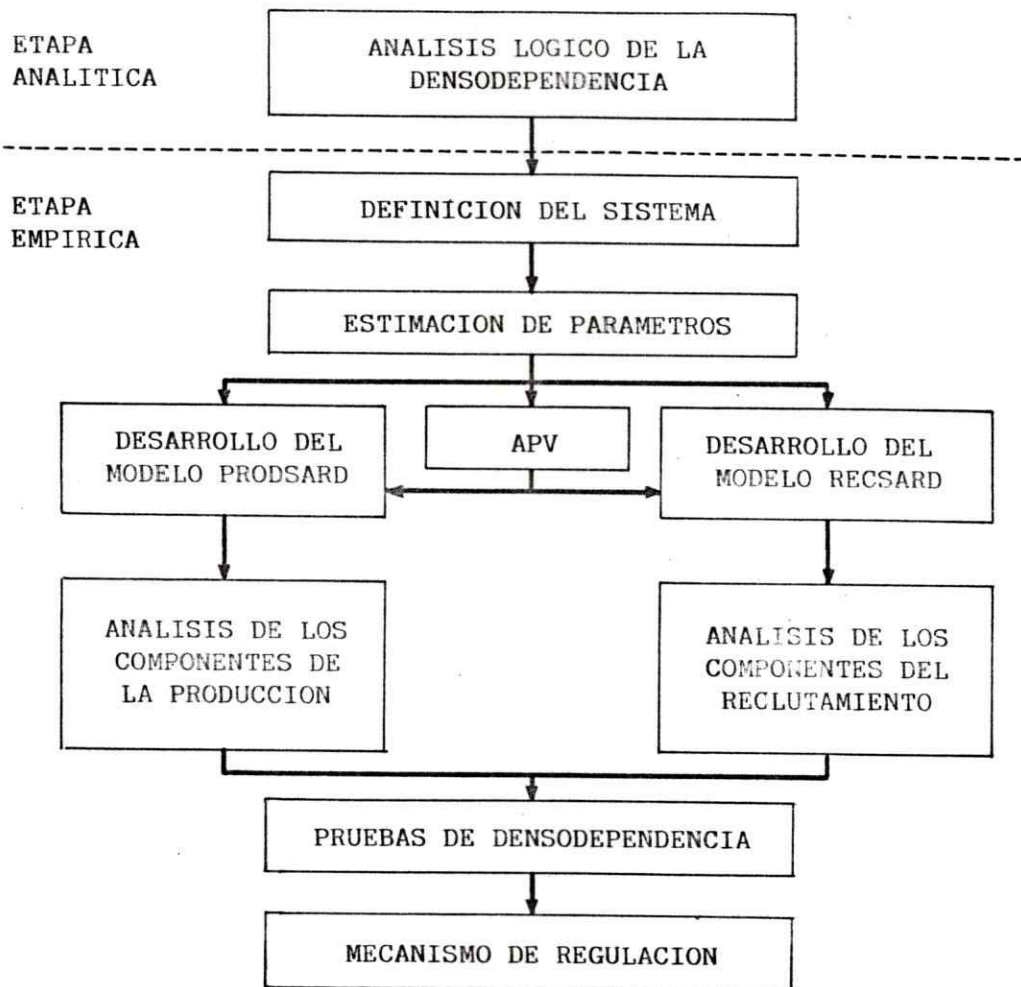 ETAPA
ANALITICA
ANALISIS LOGICO DE LA
DENSODEPENDENCIA
ETAPA
EMPIRICA
DEFINICION DEL SISTEMA
ESTIMACION DE PARAMETROS
DESARROLLO DEL
MODELO PRODSARD
APV
DESARROLLO DEL
MODELO RECSARD
ANALISIS DE LOS
COMPONENTES DE
LA PRODUCCION
ANALISIS DE LOS
COMPONENTES DEL
RECLUTAMIENTO
PRUEBAS DE DENSODEPENDENCIA
MECANISMO DE REGULACION